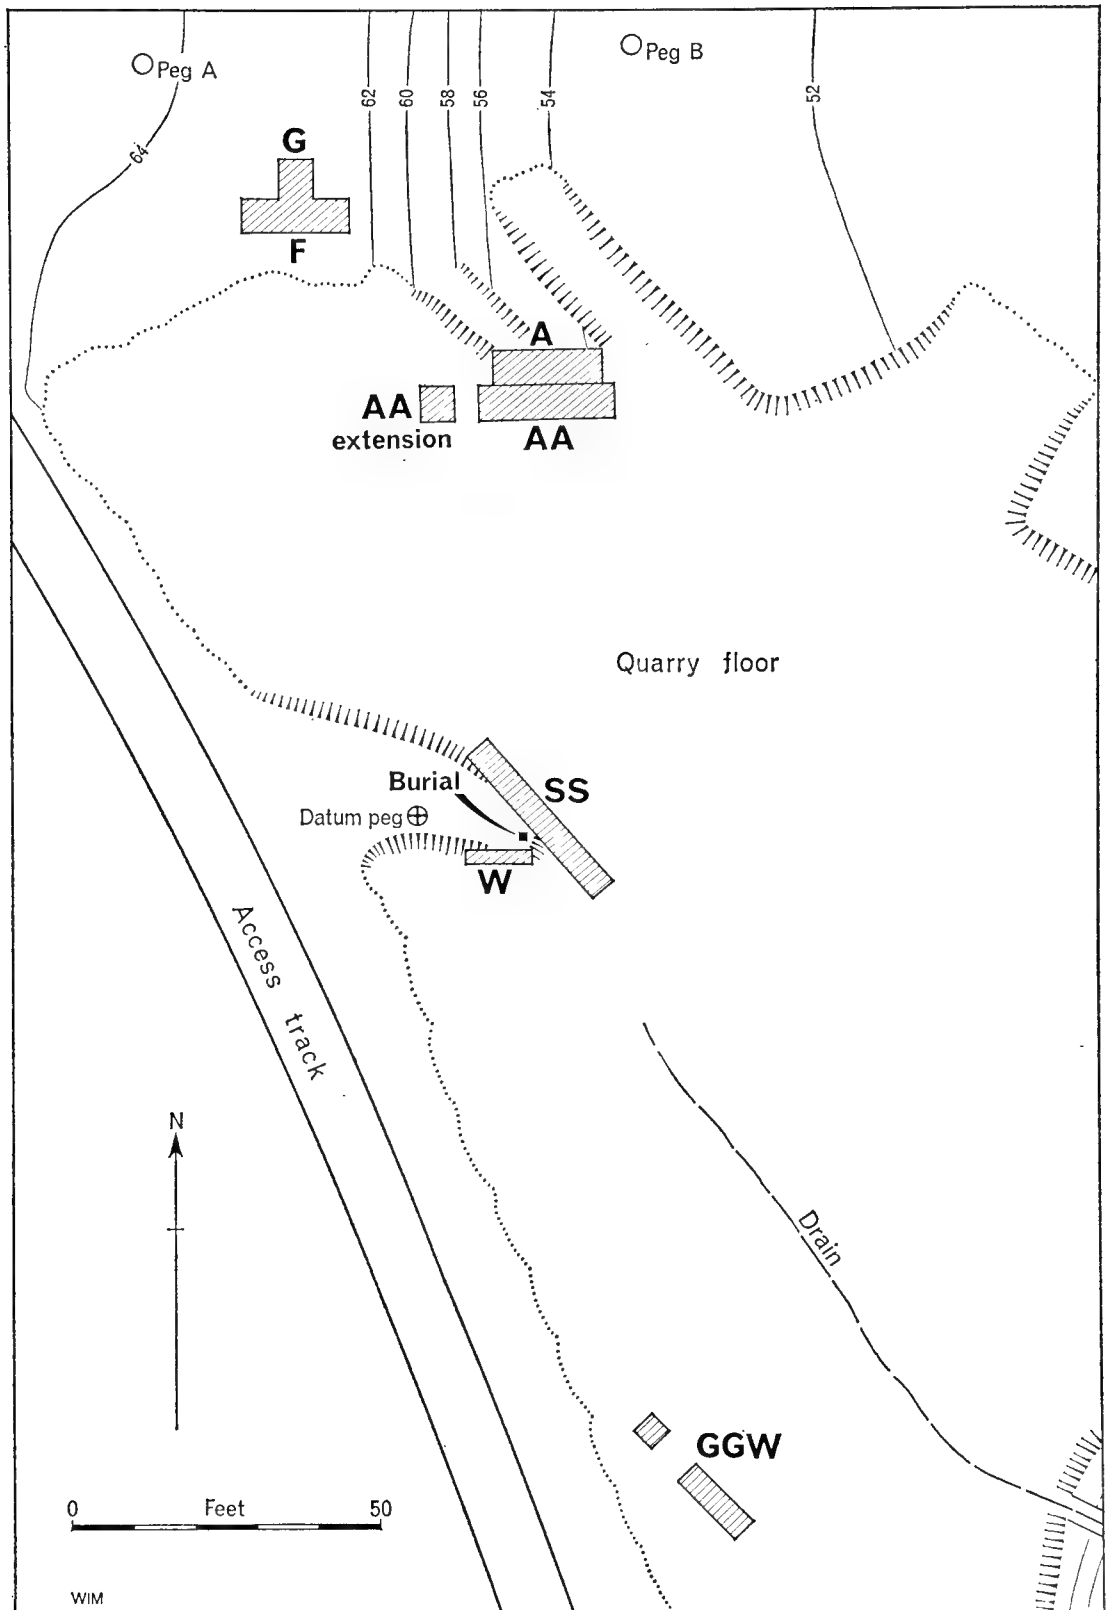 Peg A
Peg B
64
62
60
58
56
54
52
G
F
A
AA
extension
AA
Quarry floor
Burial
SS
Datum peg
W
Access track
N
Drain
GGW
0 Feet 50
WIM